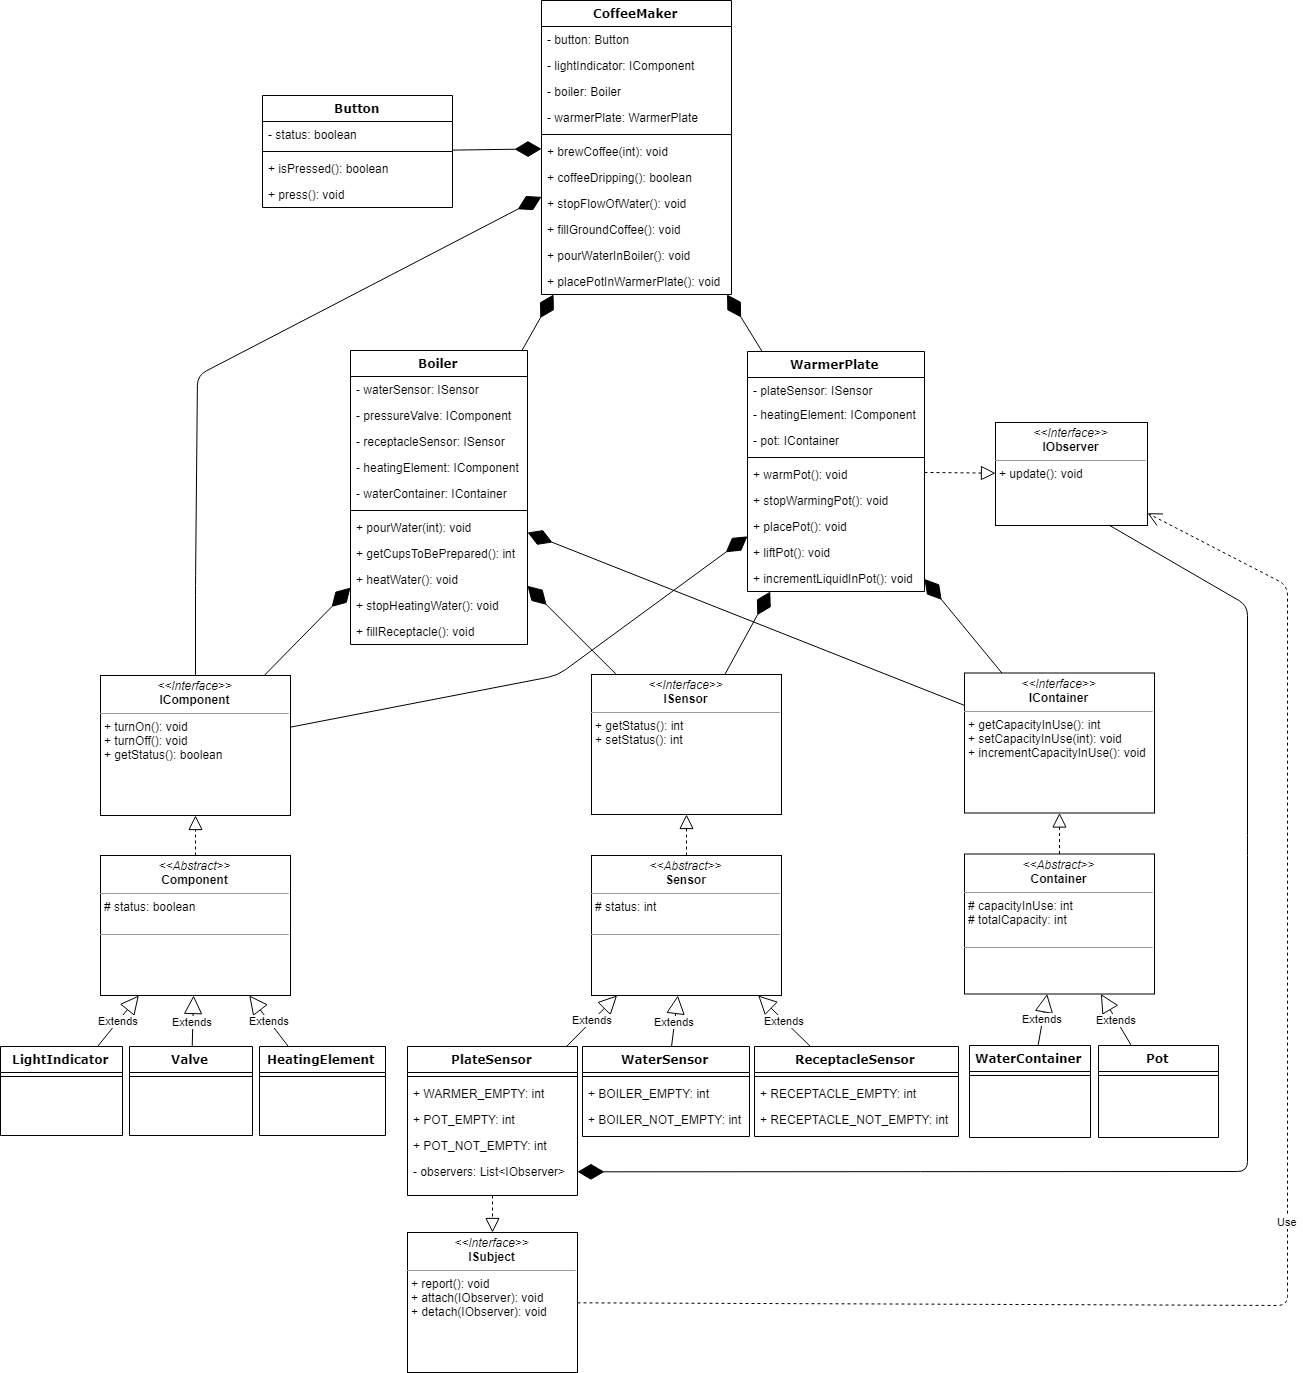 CoffeeMaker
- button: Button
- lightIndicator: IComponent
- boiler: Boiler
- warmerPlate: WarmerPlate
+ brewCoffee(int): void
+ coffeeDripping(): boolean
+ stopFlowOfWater(): void
+ fillGroundCoffee(): void
+ pourWaterInBoiler(): void
+ placePotInWarmerPlate(): void
Button
- status: boolean
+ isPressed(): boolean
+ press(): void
Boiler
- waterSensor: ISensor
- pressureValve: IComponent
- receptacleSensor: ISensor
- heatingElement: IComponent
- waterContainer: IContainer
+ pourWater(int): void
+ getCupsToBePrepared(): int
+ heatWater(): void
+ stopHeatingWater(): void
+ fillReceptacle(): void
WarmerPlate
- plateSensor: ISensor
- heatingElement: IComponent
- pot: IContainer
+ warmPot(): void
+ stopWarmingPot(): void
+ placePot(): void
+ liftPot(): void
+ incrementLiquidInPot(): void
<<Interface>>
IObserver
+ update(): void
<<Interface>>
IComponent
+ turnOn(): void
+ turnOff(): void
+ getStatus(): boolean
<<Interface>>
ISensor
+ getStatus(): int
+ setStatus(): int
<<Interface>>
IContainer
+ getCapacityInUse(): int
+ setCapacityInUse(int): void
+ incrementCapacityInUse(): void
<<Abstract>>
Component
# status: boolean
<<Abstract>>
Sensor
# status: int
<<Abstract>>
Container
# capacityInUse: int
# totalCapacity: int
Extends
Extends
Extends
Extends
Extends
Extends
Extends
Extends
LightIndicator
Valve
HeatingElement
PlateSensor
+ WARMER_EMPTY: int
+ POT_EMPTY: int
+ POT_NOT_EMPTY: int
- observers: List<IObserver>
WaterSensor
+ BOILER_EMPTY: int
+ BOILER_NOT_EMPTY: int
ReceptacleSensor
+ RECEPTACLE_EMPTY: int
+ RECEPTACLE_NOT_EMPTY: int
WaterContainer
Pot
Use
<<Interface>>
ISubject
+ report(): void
+ attach(IObserver): void
+ detach(IObserver): void